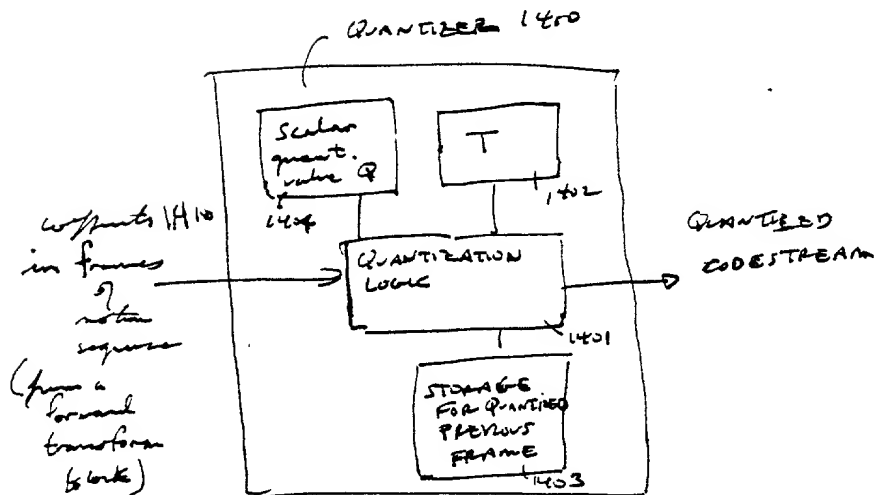 QUANTIZER 1400
Scalar
quant.
value Q
1404
T
1402
coefficients 1410
in frames
of
motion
sequence
(from a
forward
transform
block)
QUANTIZATION
LOGIC
1401
QUANTIZED
CODESTREAM
STORAGE
FOR QUANTIZED
PREVIOUS
FRAME
1403